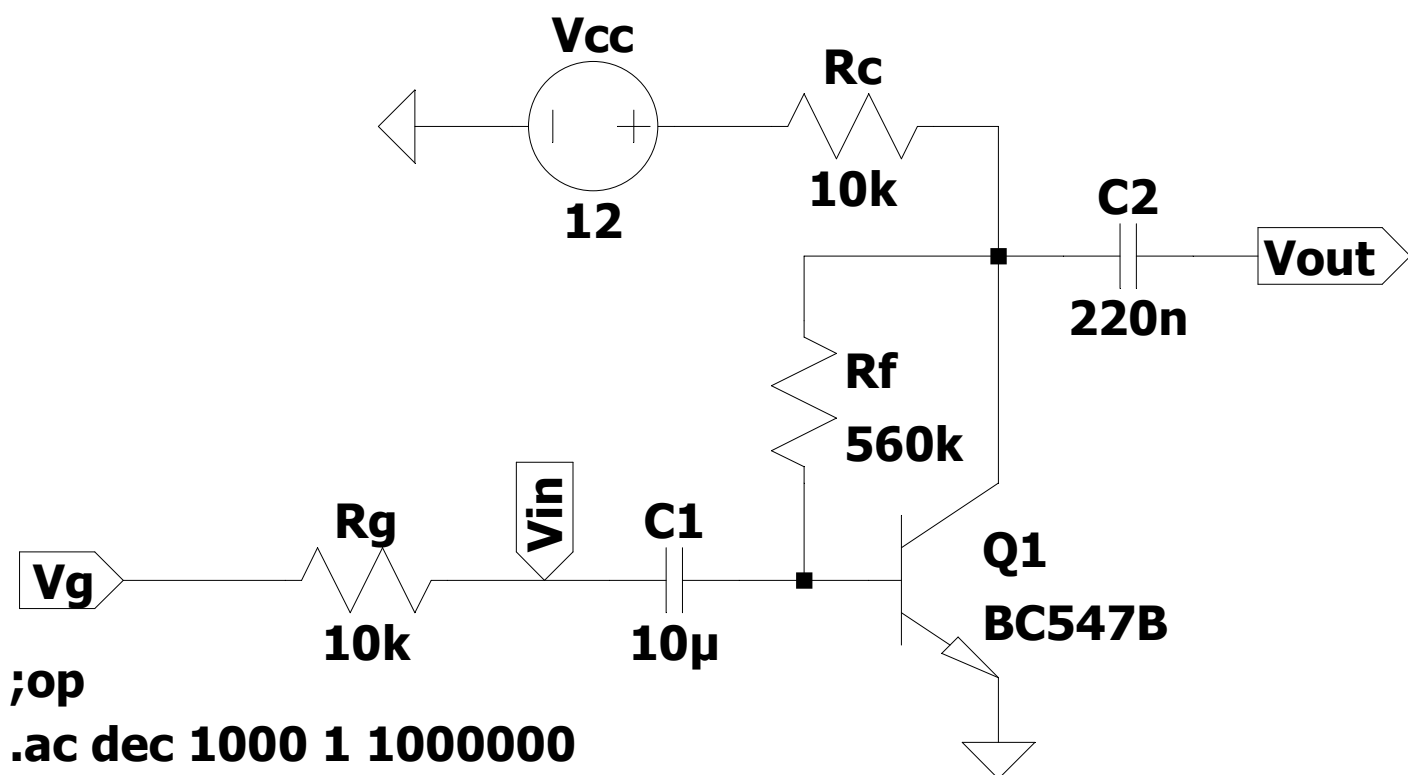 Vcc
Rc
10k
12
C2
Vout
220n
Rf
560k
Vin
Rg
C1
Vg
Q1
BC547B
10k
10µ
;op
.ac dec 1000 1 1000000